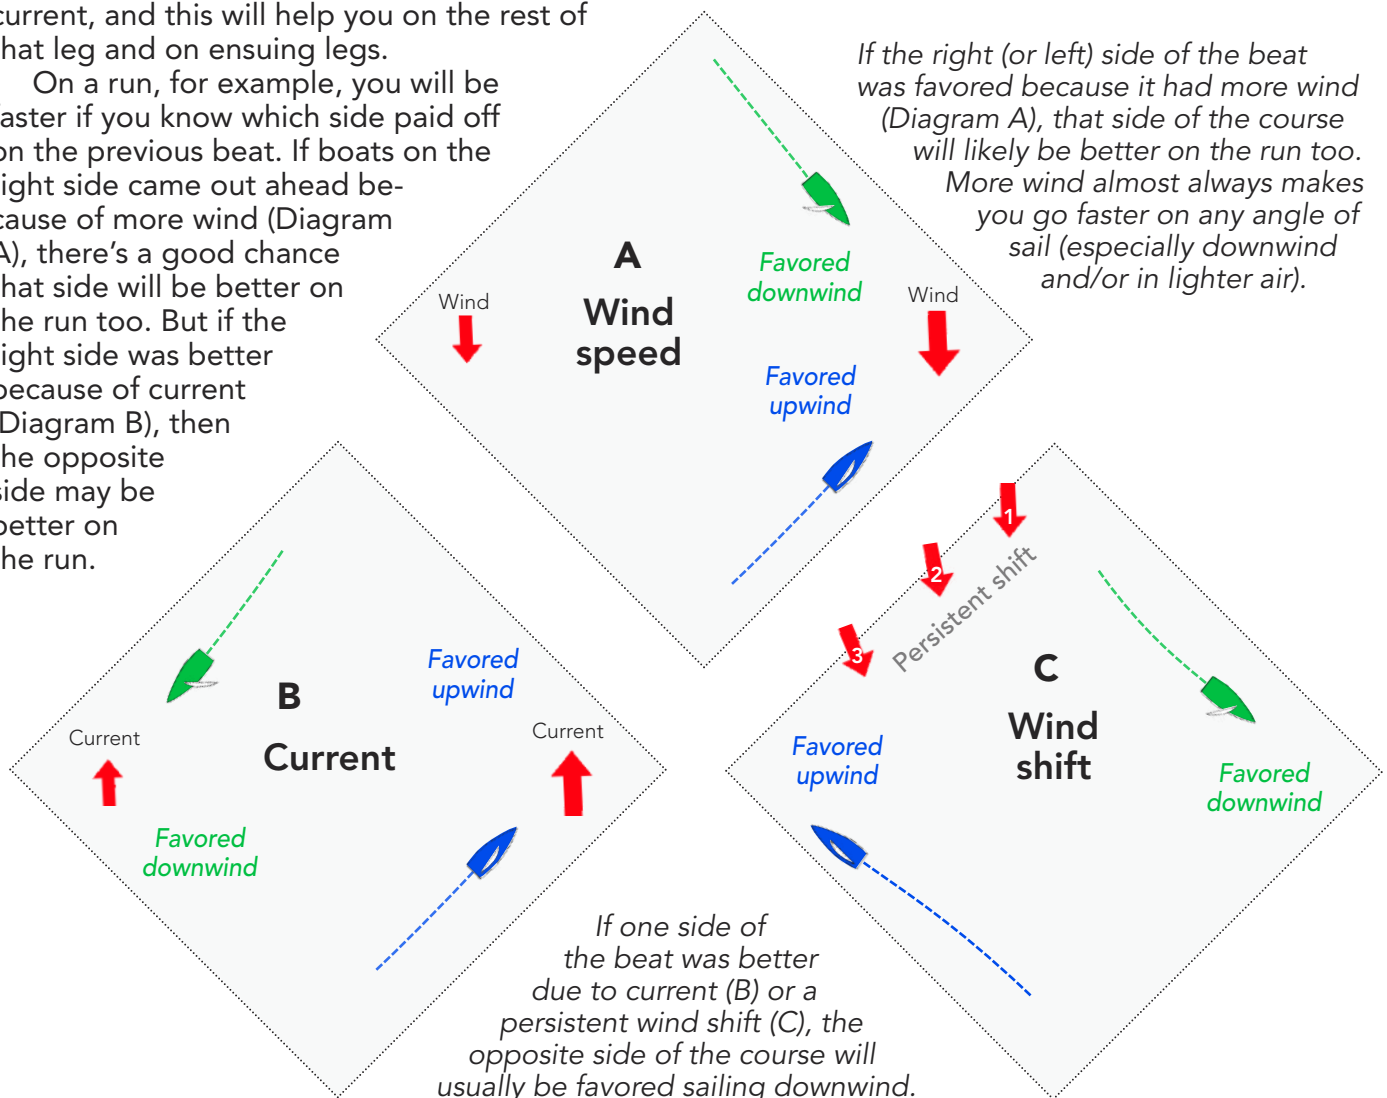 current, and this will help you on the rest of
hat leg and on ensuing legs.
On a run, for example, you will be
faster if you know which side paid off
on the previous beat. If boats on the
ight side came out ahead be-
cause of more wind (Diagram
A), there's a good chance
hat side will be better on
he run too. But if the
ight side was better
because of current
(Diagram B), then
he opposite
side may be
better on
he run.
If the right (or left) side of the beat
was favored because it had more wind
(Diagram A), that side of the course
will likely be better on the run too.
More wind almost always makes
you go faster on any angle of
sail (especially downwind
and/or in lighter air).
A
Wind
speed
Wind
Wind
Favored
downwind
Favored
upwind
B
Current
Current
Current
Favored
upwind
Favored
downwind
1
2
3
Persistent shift
C
Wind
shift
Favored
upwind
Favored
downwind
If one side of
the beat was better
due to current (B) or a
persistent wind shift (C), the
opposite side of the course will
usually be favored sailing downwind.